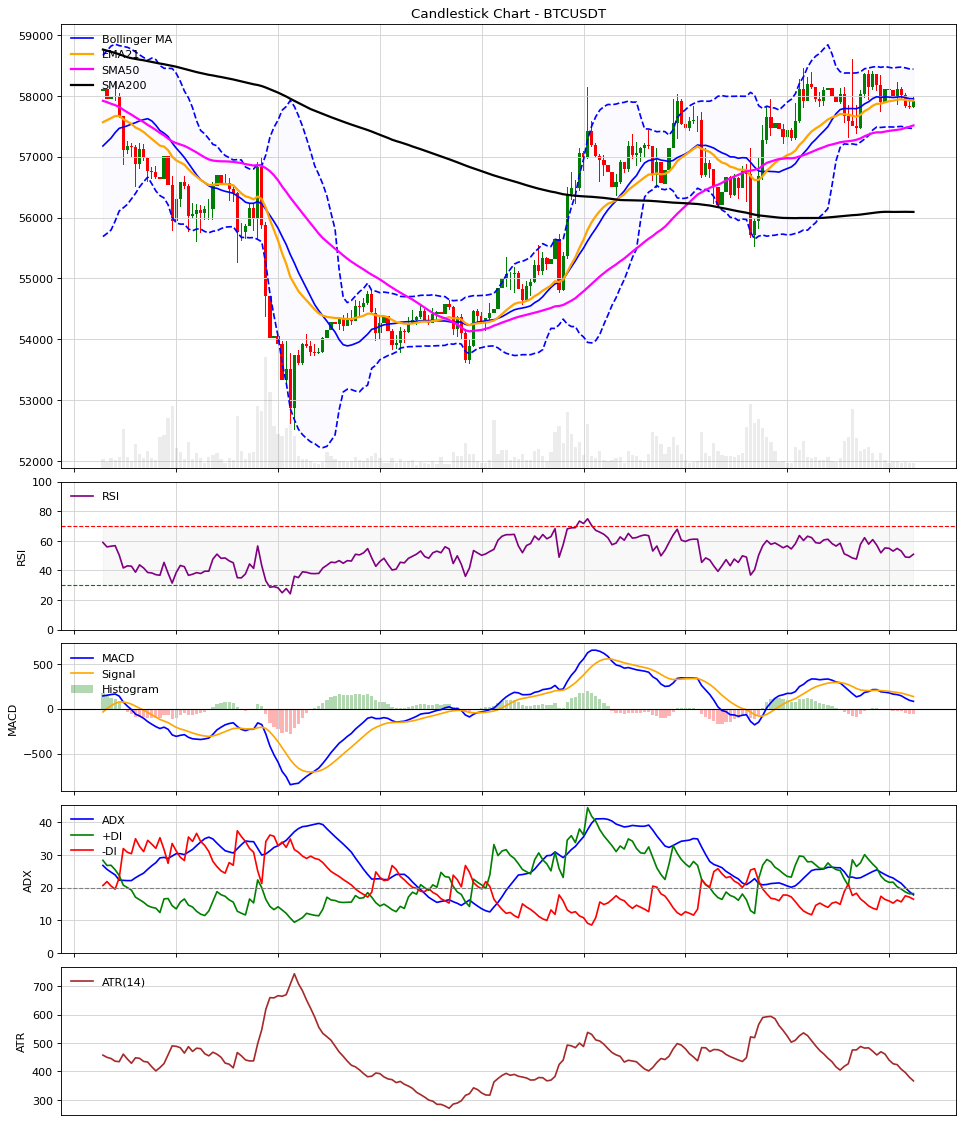 Candlestick Chart - BTCUSDT
59000
58000
57000
56000
55000
54000
53000
52000
Bollinger MA
EMA21
SMA50
SMA200
100
80
60
40
20
0
RSI
RSI
500
0
−500
MACD
MACD
Signal
Histogram
40
30
20
10
0
ADX
ADX
+DI
-DI
700
600
500
400
300
ATR
ATR(14)